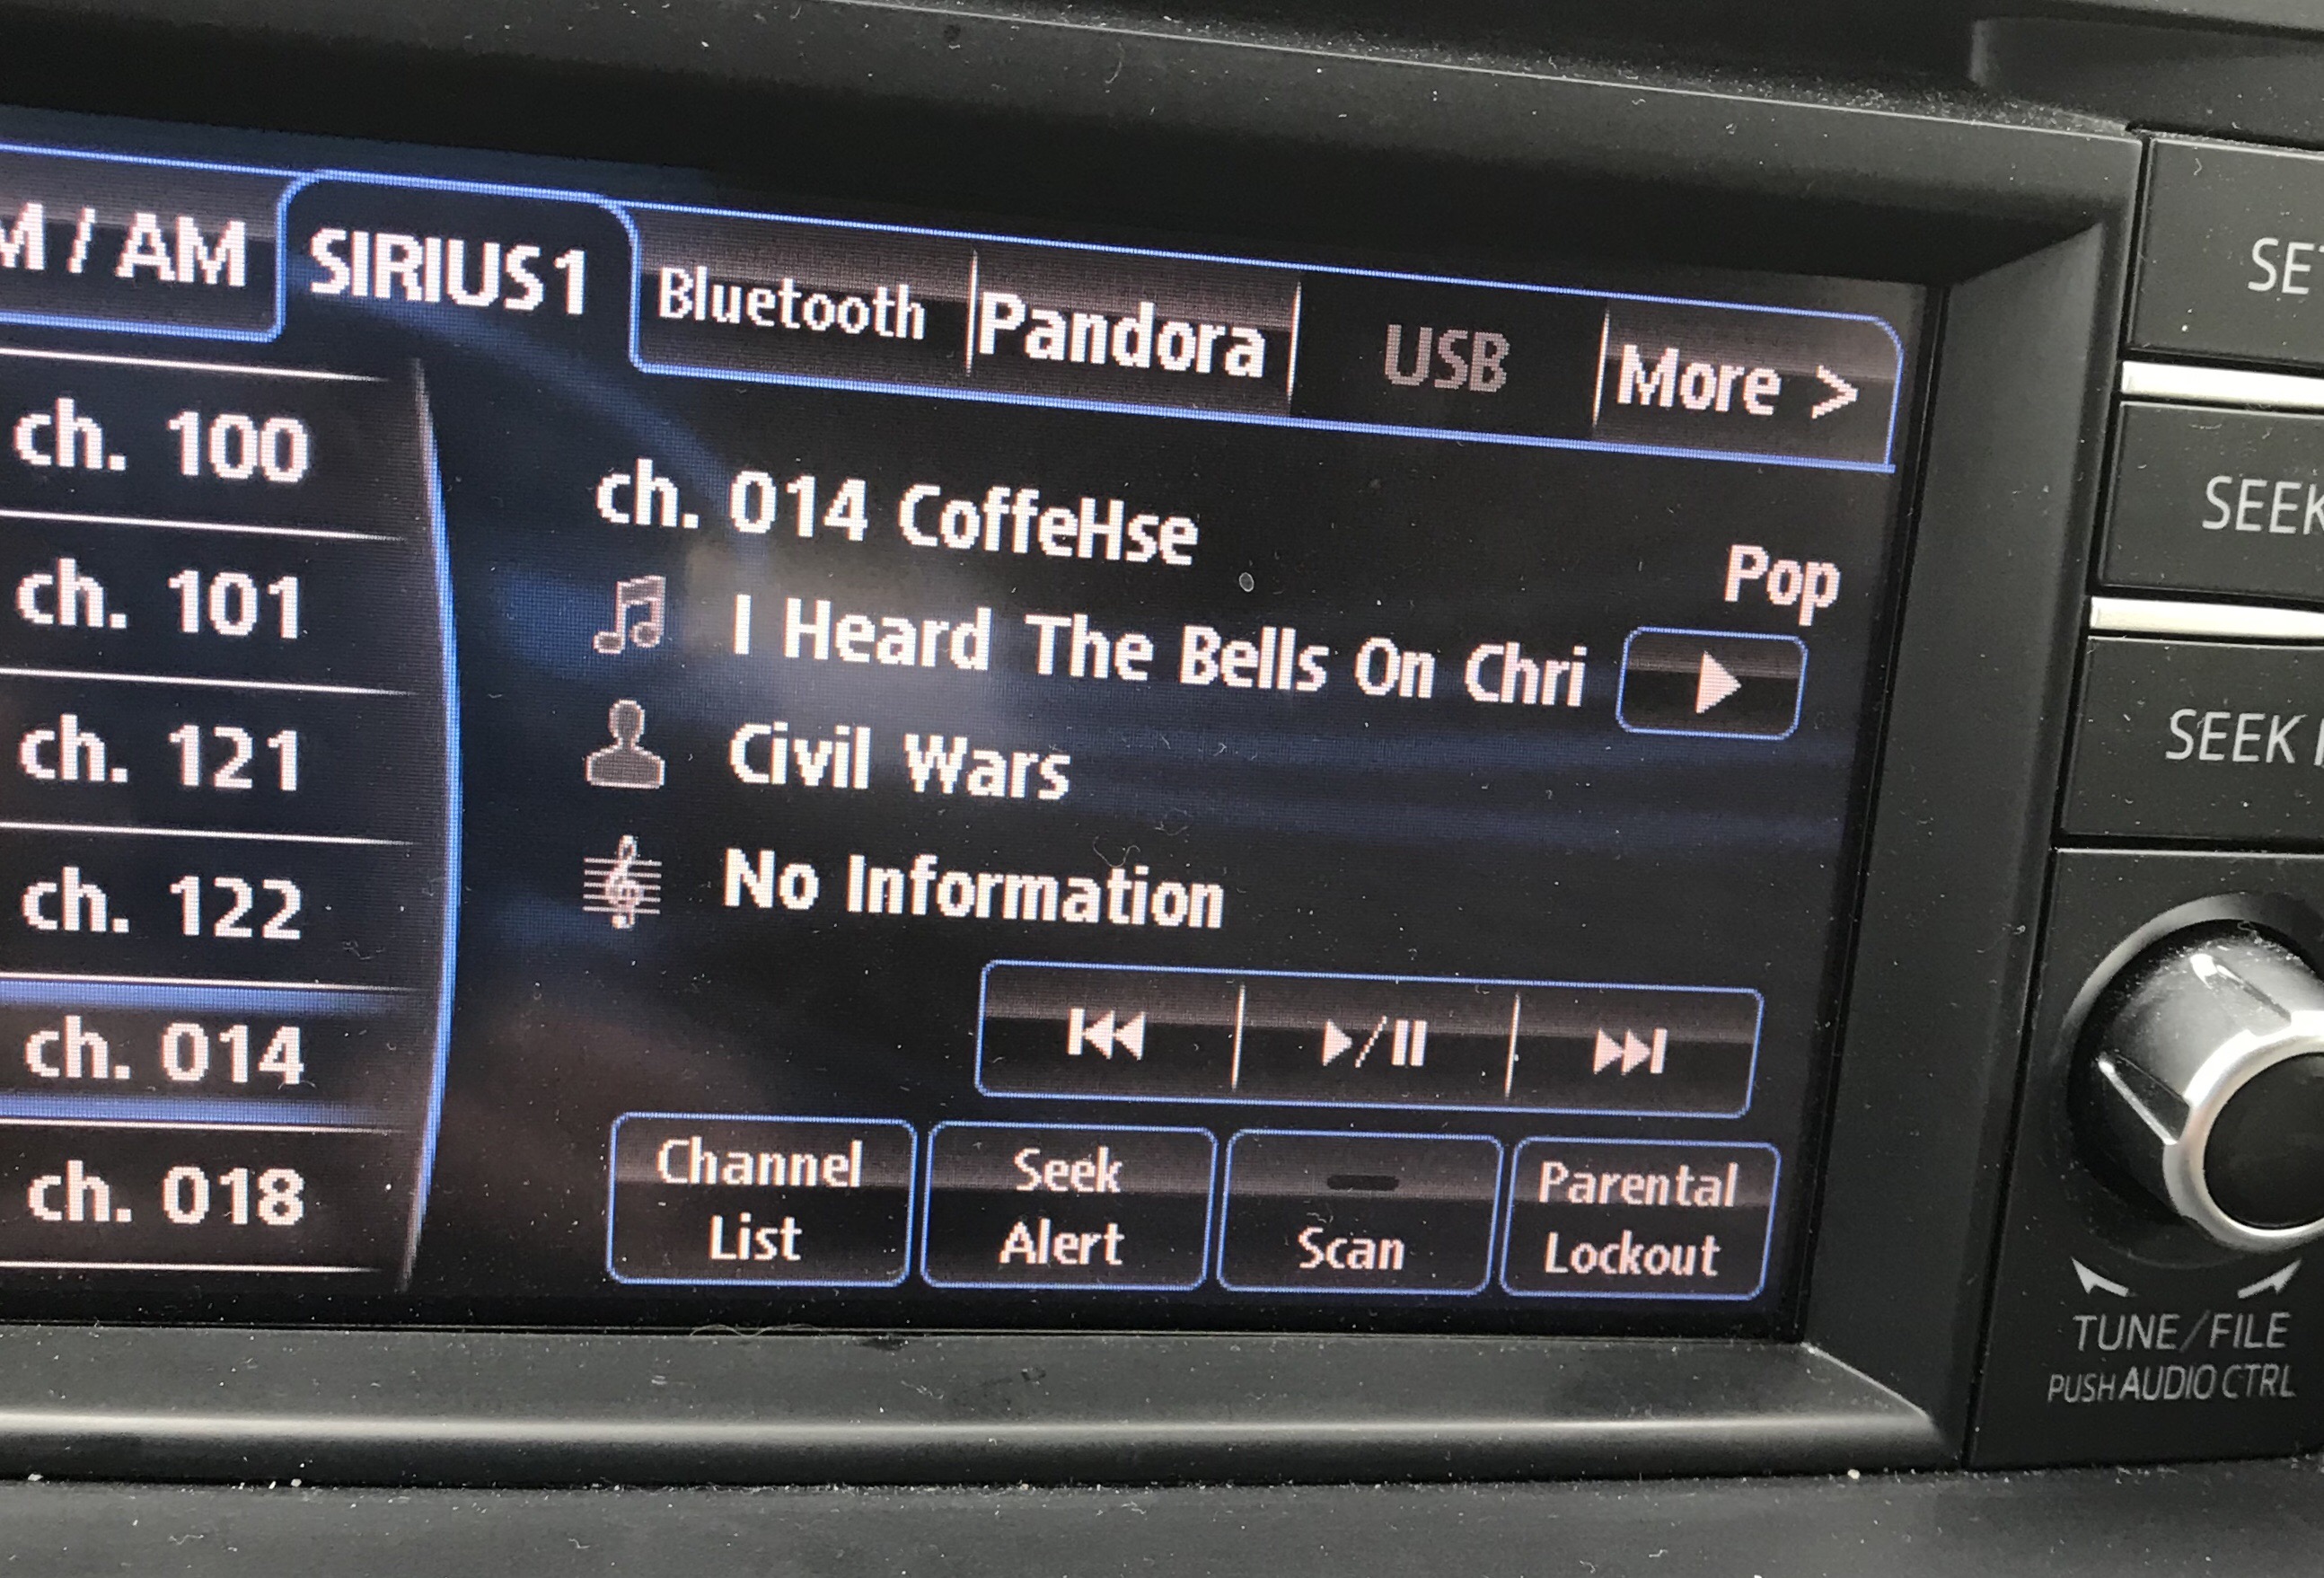 M / AM SIRIUS1 Bluetooth Pandora USB More >
ch. 100
ch. 101
ch. 121
ch. 122
ch. 014
ch. 018
ch. 014 CoffeHse
Pop
I Heard The Bells On Chri
Civil Wars
No Information
Channel List
Seek Alert
Scan
Parental Lockout
SEEK
SEEK
TUNE/FILE
PUSH AUDIO CTRL